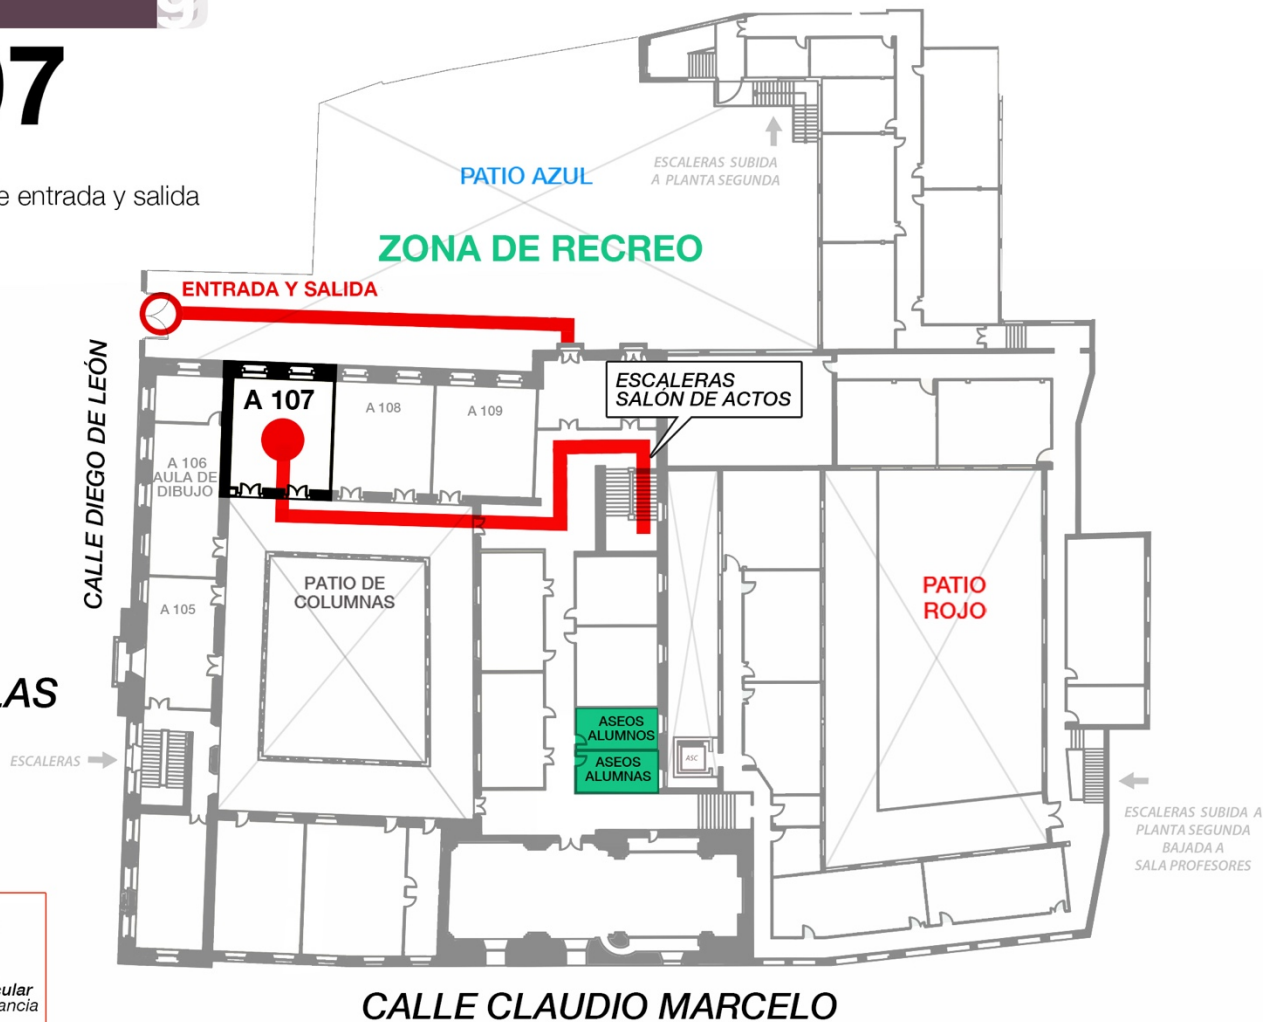 07
e entrada y salida
PATIO AZUL
ESCALERAS SUBIDA
A PLANTA SEGUNDA
ZONA DE RECREO
ENTRADA Y SALIDA
CALLE DIEGO DE LEÓN
A 107
A 108
A 109
ESCALERAS
SALÓN DE ACTOS
A 106
AULA DE
DIBUJO
PATIO DE
COLUMNAS
A 105
PATIO
ROJO
LAS
ASEOS
ALUMNOS
ASEOS
ALUMNAS
ASC
ESCALERAS
ESCALERAS SUBIDA A
PLANTA SEGUNDA
BAJADA A
SALA PROFESORES
cular
ancia
CALLE CLAUDIO MARCELO